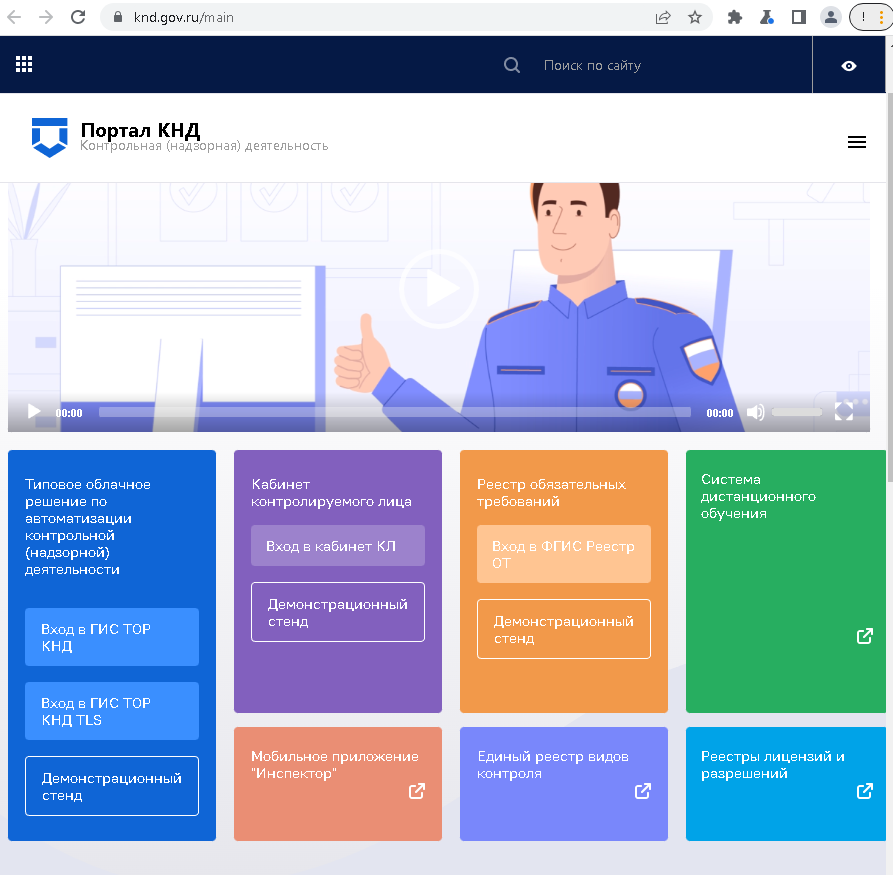 knd.gov.ru/main
Поиск по сайту
Портал КНД
Контрольная (надзорная) деятельность
00:00
00:00
Типовое облачное
решение по
автоматизации
контрольной
(надзорной)
деятельности
Вход в ГИС ТОР
КНД
Вход в ГИС ТОР
КНД TLS
Демонстрационный
стенд
Кабинет
контролируемого лица
Вход в кабинет КЛ
Демонстрационный
стенд
Реестр обязательных
требований
Вход в ФГИС Реестр
ОТ
Демонстрационный
стенд
Система
дистанционного
обучения
Мобильное приложение
"Инспектор"
Единый реестр видов
контроля
Реестры лицензий и
разрешений